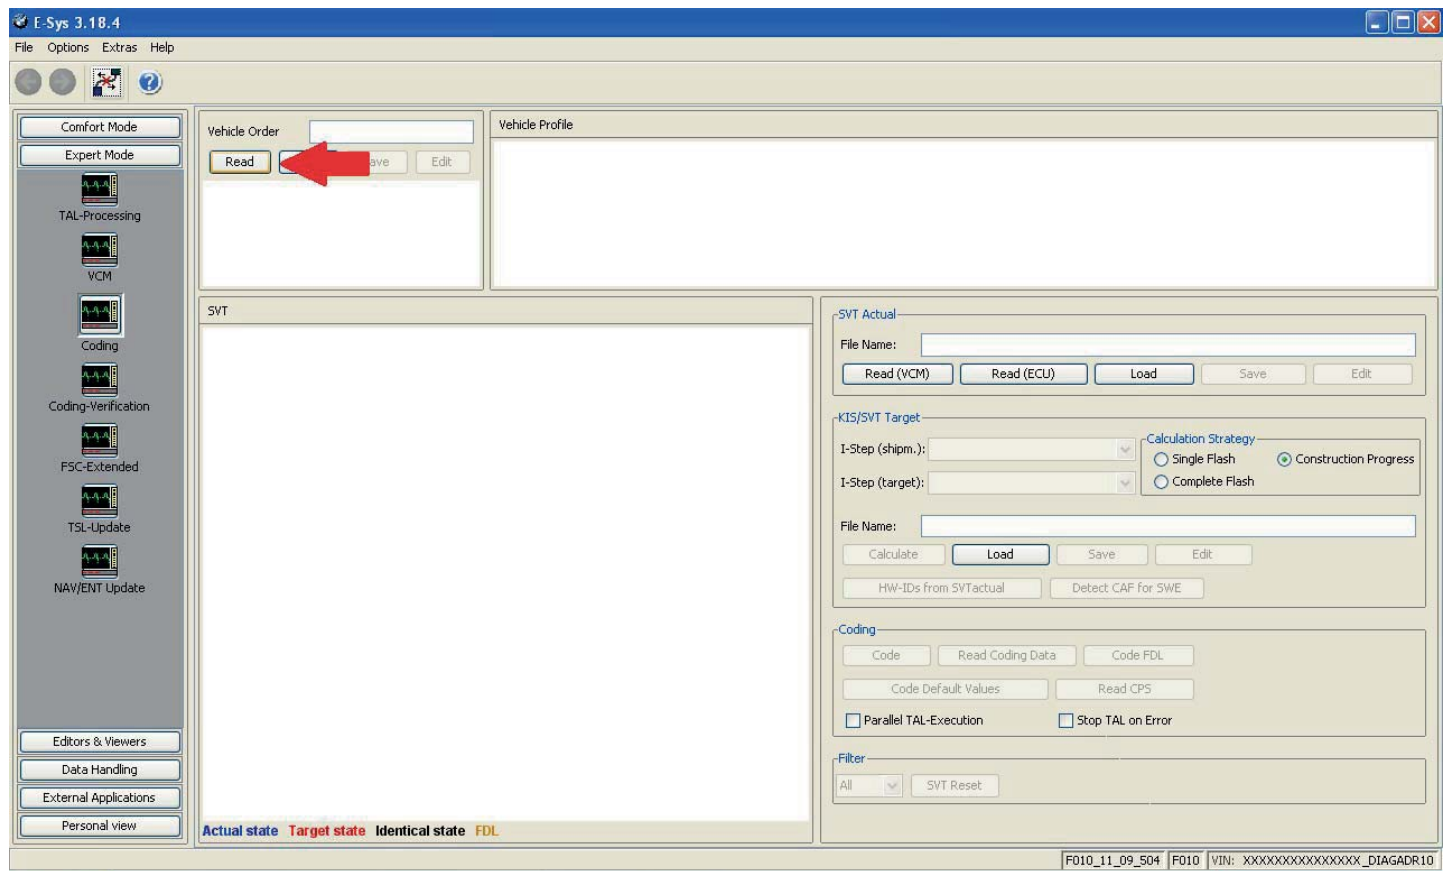 E-Sys 3.18.4
File Options Extras Help
Comfort Mode
Expert Mode
TAL-Processing
VCM
Coding
Coding-Verification
FSC-Extended
TSL-Update
NAV/ENT Update
Editors & Viewers
Data Handling
External Applications
Personal view
Vehicle Order
Read Edit
Vehicle Profile
SVT
Actual state Target state Identical state FDL
SVT Actual
File Name:
Read (VCM) Read (ECU) Load Save Edit
KIS/SVT Target
I-Step (shipm.):
I-Step (target):
Calculation Strategy
Single Flash Construction Progress
Complete Flash
File Name:
Calculate Load Save Edit
HW-IDs from SVTactual Detect CAF for SWE
Coding
Code Read Coding Data Code FDL
Code Default Values Read CPS
Parallel TAL-Execution Stop TAL on Error
Filter
All SVT Reset
F010_11_09_504 F010 VIN: XXXXXXXXXXXXXXX_DIAGADR10